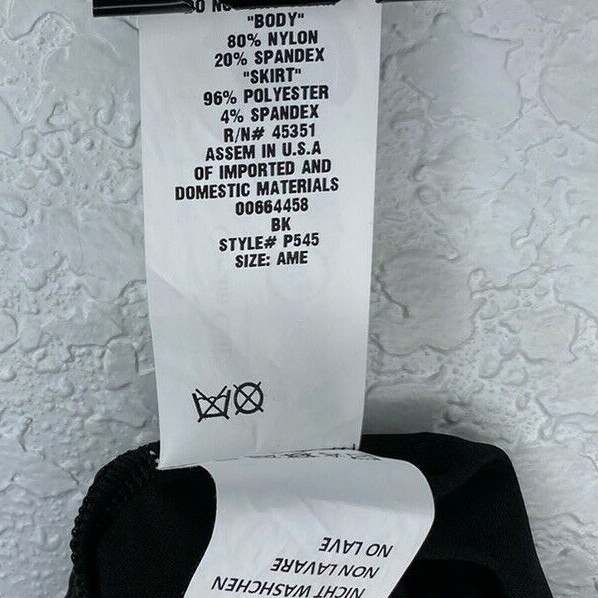 "BODY"
80% NYLON
20% SPANDEX
"SKIRT"
96% POLYESTER
4% SPANDEX
R/N# 45351
ASSEM IN U.S.A
OF IMPORTED AND
DOMESTIC MATERIALS
00664458
BK
STYLE# P545
SIZE: AME
NICHT WASHCHEN
NON LAVARE
NO LAVE